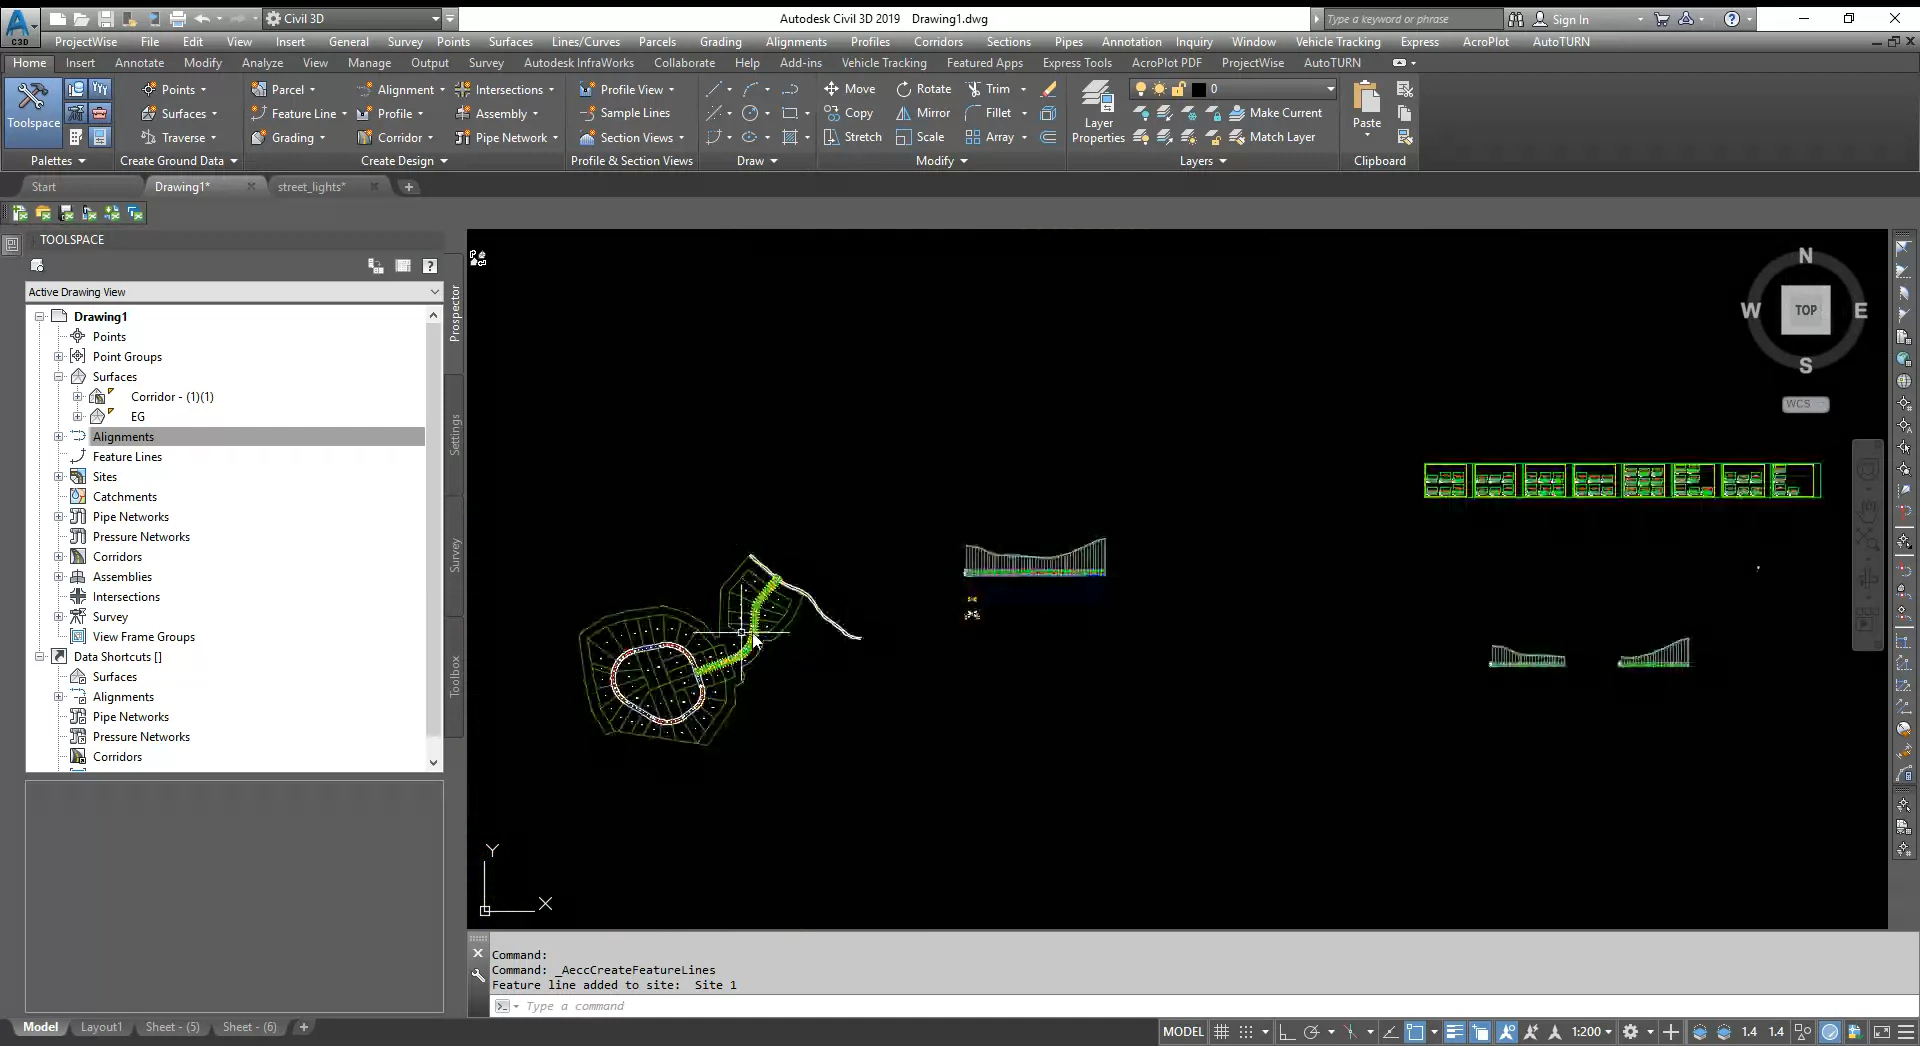 Civil 3D
Autodesk Civil 3D 2019 Drawing1.dwg
Type a keyword or phrase
Sign In
C3D
ProjectWise File Edit View Insert General Survey Points Surfaces Lines/Curves Parcels Grading Alignments Profiles Corridors Sections Pipes Annotation Inquiry Window Vehicle Tracking Express AcroPlot AutoTURN
Home Insert Annotate Modify Analyze View Manage Output Survey Autodesk InfraWorks Collaborate Help Add-ins Vehicle Tracking Featured Apps Express Tools AcroPlot PDF ProjectWise AutoTURN
Points Parcel Alignment Intersections Profile View Move Rotate Trim 0
Surfaces Feature Line Profile Assembly Sample Lines Copy Mirror Fillet Make Current
Toolspace Layer Properties Paste
Traverse Grading Corridor Pipe Network Section Views Stretch Scale Array Match Layer
Palettes Create Ground Data Create Design Profile & Section Views Draw Modify Layers Clipboard
Start Drawing1* street_lights*
TOOLSPACE
Active Drawing View
Drawing1
Points
Point Groups
Surfaces
Corridor - (1)(1)
EG
Alignments
Feature Lines
Sites
Catchments
Pipe Networks
Pressure Networks
Corridors
Assemblies
Intersections
Survey
View Frame Groups
Data Shortcuts []
Surfaces
Alignments
Pipe Networks
Pressure Networks
Corridors
Prospector
Settings
Survey
Toolbox
N
W TOP E
S
WCS
Y
X
Command:
Command: _AeccCreateFeatureLines
Feature line added to site: Site 1
Type a command
Model Layout1 Sheet - (5) Sheet - (6) +
MODEL 1:200 1.4 1.4